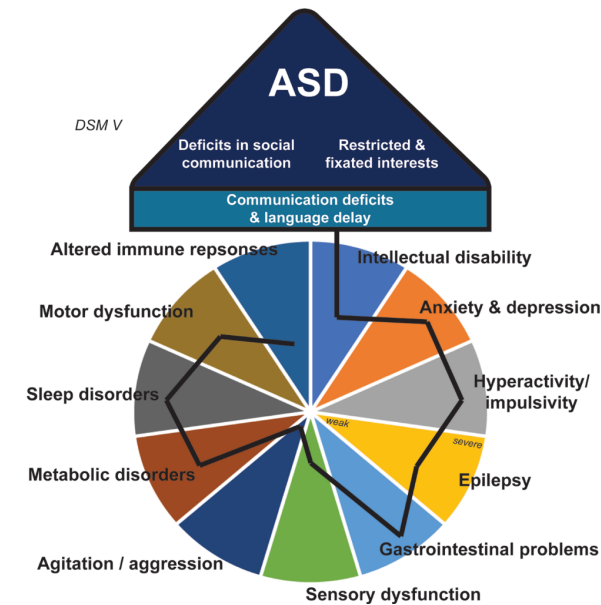 ASD
DSM V
Deficits in social
communication
Restricted &
fixated interests
Communication deficits
& language delay
Altered immune repsonses
Intellectual disability
Motor dysfunction
Anxiety & depression
Sleep disorders
Hyperactivity/
impulsivity
weak
severe
Metabolic disorders
Epilepsy
Agitation / aggression
Gastrointestinal problems
Sensory dysfunction